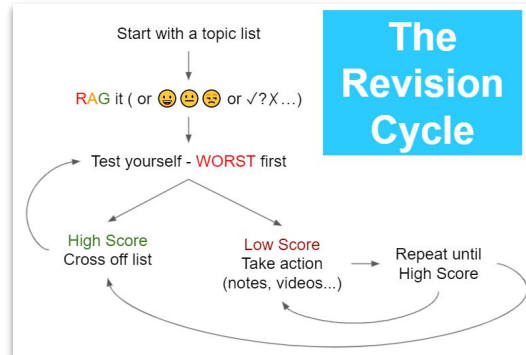 Start with a topic list
The
Revision
Cycle
RAG it ( or 😀 😐 😒 or ✓?X...)
Test yourself - WORST first
High Score
Cross off list
Low Score
Take action
(notes, videos...)
Repeat until
High Score